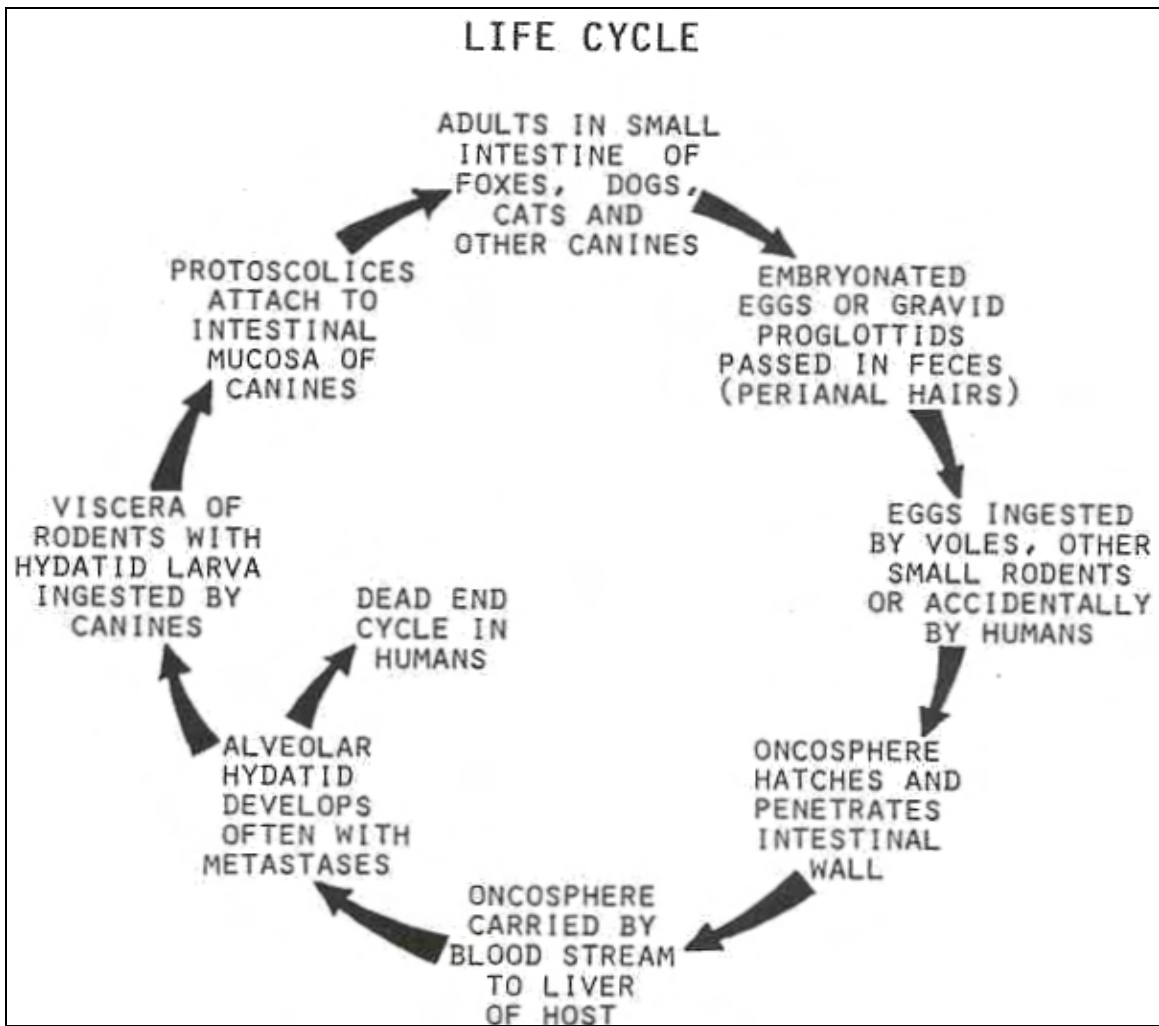 LIFE CYCLE
ADULTS IN SMALL
INTESTINE OF
FOXES, DOGS,
CATS AND
OTHER CANINES
EMBRYONATED
EGGS OR GRAVID
PROGLOTTIDS
PASSED IN FECES
(PERIANAL HAIRS)
EGGS INGESTED
BY VOLES, OTHER
SMALL RODENTS
OR ACCIDENTALLY
BY HUMANS
ONCOSPHERE
HATCHES AND
PENETRATES
INTESTINAL
WALL
ONCOSPHERE
CARRIED BY
BLOOD STREAM
TO LIVER
OF HOST
ALVEOLAR
HYDATID
DEVELOPS
OFTEN WITH
METASTASES
DEAD END
CYCLE IN
HUMANS
VISCERA OF
RODENTS WITH
HYDATID LARVA
INGESTED BY
CANINES
PROTOSCOLICES
ATTACH TO
INTESTINAL
MUCOSA OF
CANINES